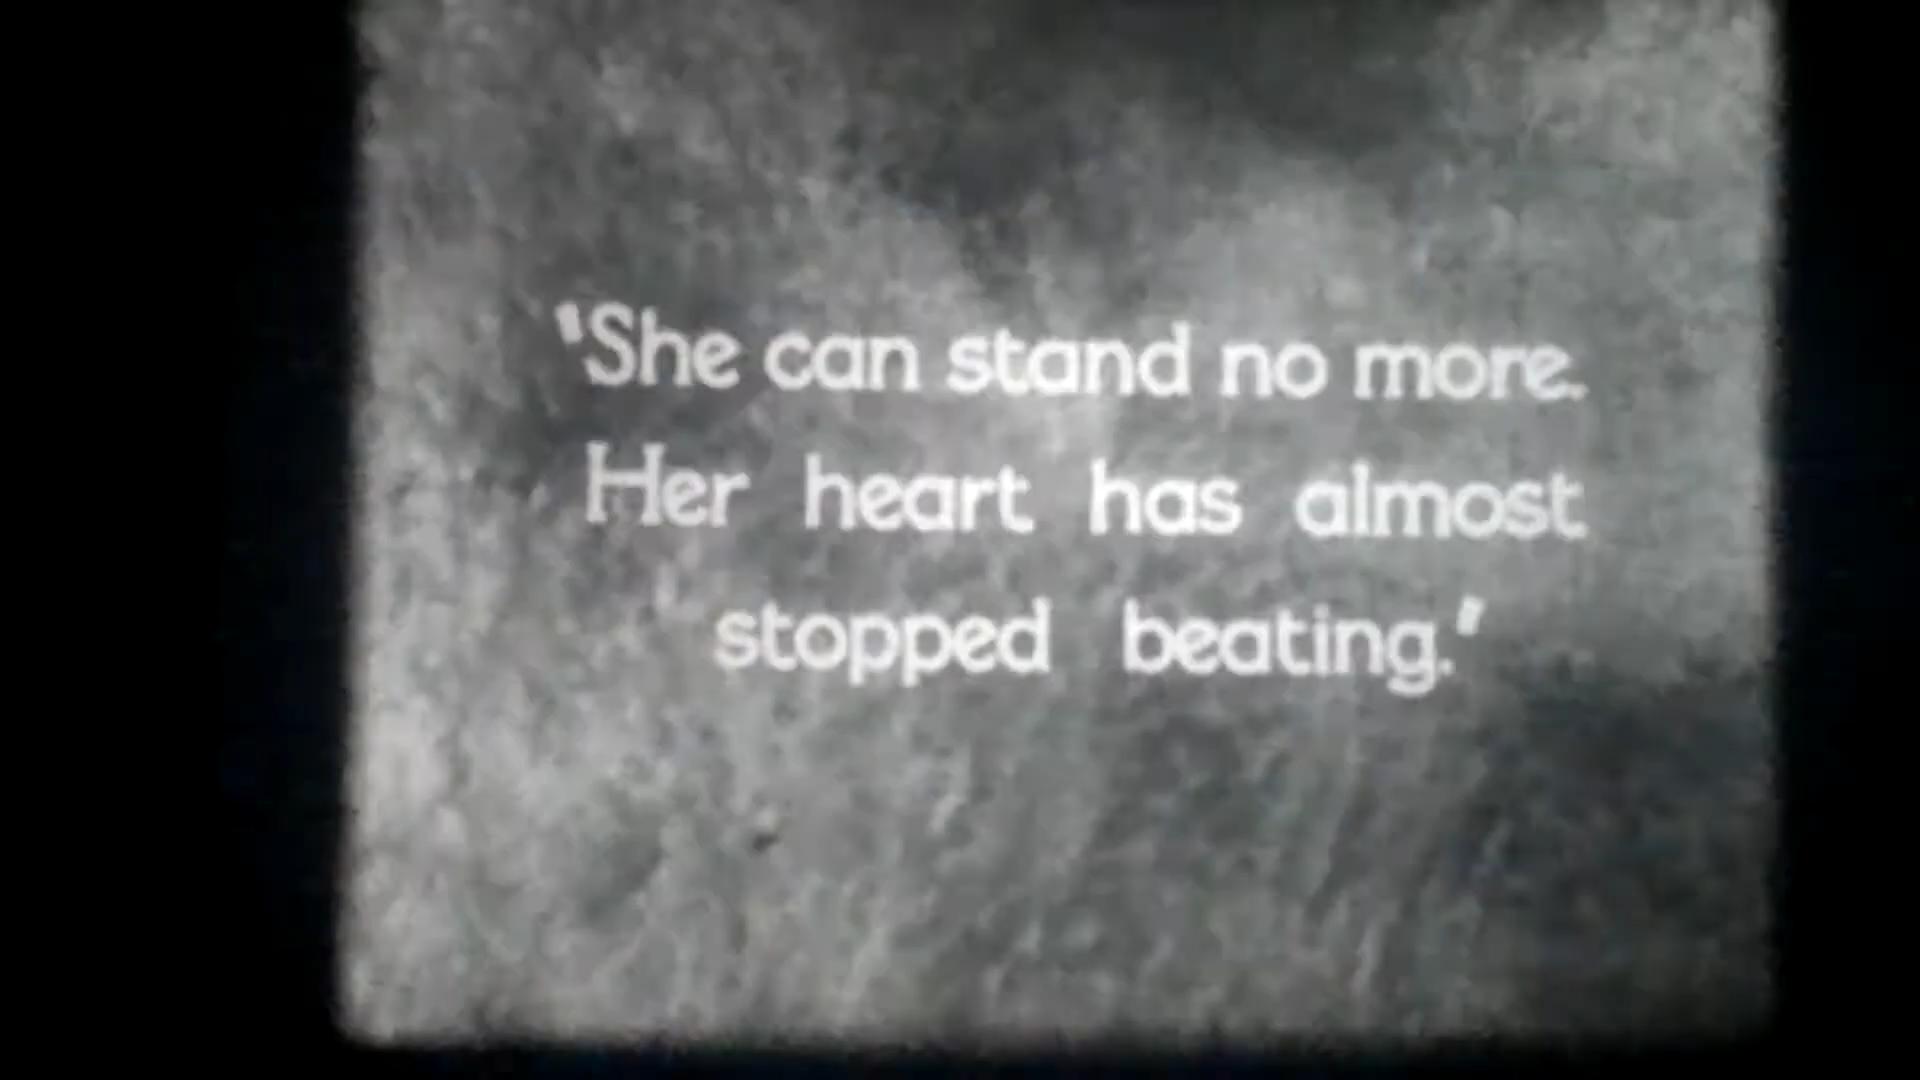 "She can stand no more.
Her heart has almost
stopped beating."